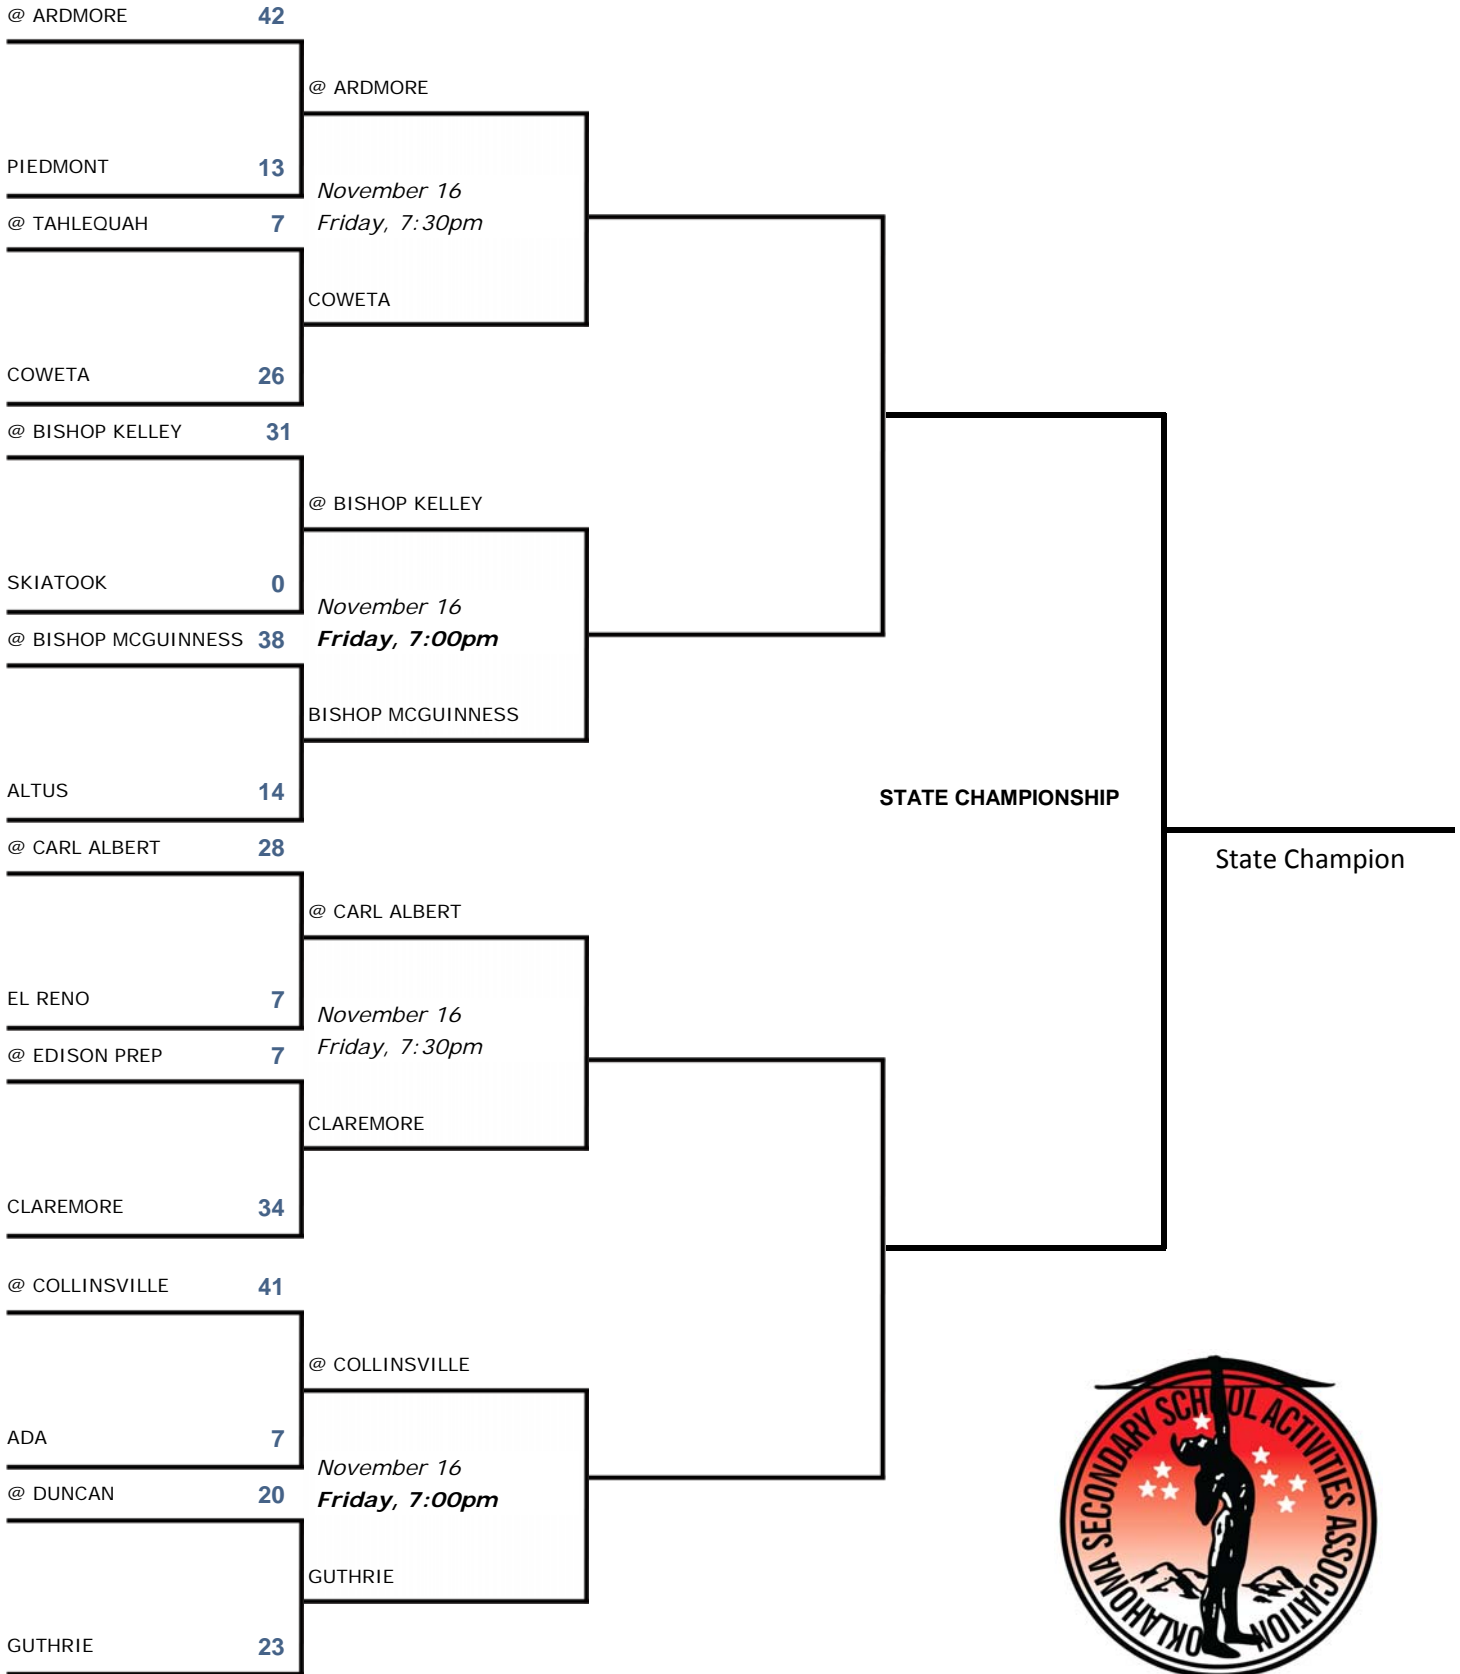 @ ARDMORE 42
@ ARDMORE
PIEDMONT 13
November 16
Friday, 7:30pm
@ TAHLEQUAH 7
COWETA
COWETA 26
@ BISHOP KELLEY 31
@ BISHOP KELLEY
SKIATOOK 0
November 16
Friday, 7:00pm
@ BISHOP MCGUINNESS 38
BISHOP MCGUINNESS
ALTUS 14
STATE CHAMPIONSHIP
State Champion
@ CARL ALBERT 28
@ CARL ALBERT
EL RENO 7
November 16
Friday, 7:30pm
@ EDISON PREP 7
CLAREMORE
CLAREMORE 34
@ COLLINSVILLE 41
@ COLLINSVILLE
ADA 7
November 16
Friday, 7:00pm
@ DUNCAN 20
GUTHRIE
GUTHRIE 23
OKLAHOMA SECONDARY SCHOOL ACTIVITIES ASSOCIATION